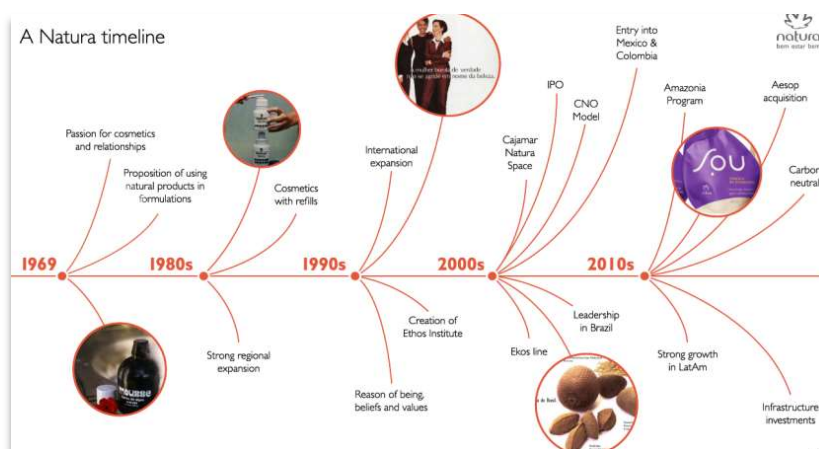 A Natura timeline
natura
bem estar bem
Entry into
Mexico &
Colombia
IPO
CNO
Model
Amazonia
Program
Aesop
acquisition
Passion for cosmetics
and relationships
Proposition of using
natural products in
formulations
Cosmetics
with refills
International
expansion
Cajamar
Natura
Space
SOU
Carbon
neutral
1969
1980s
1990s
2000s
2010s
Strong regional
expansion
Creation of
Ethos Institute
Reason of being,
beliefs and values
Ekos line
Leadership
in Brazil
Strong growth
in LatAm
Infrastructure
investments